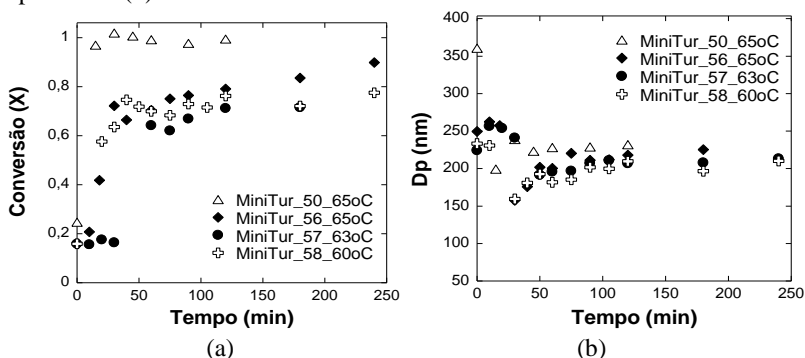 1
0,8
0,6
0,4
0,2
0
Conversão (X)
MiniTur_50_65oC
MiniTur_56_65oC
MiniTur_57_63oC
MiniTur_58_60oC
0 50 100 150 200 250
Tempo (min)
(a)
400
350
300
250
200
150
100
50
Dp (nm)
MiniTur_50_65oC
MiniTur_56_65oC
MiniTur_57_63oC
MiniTur_58_60oC
0 50 100 150 200 250
Tempo (min)
(b)